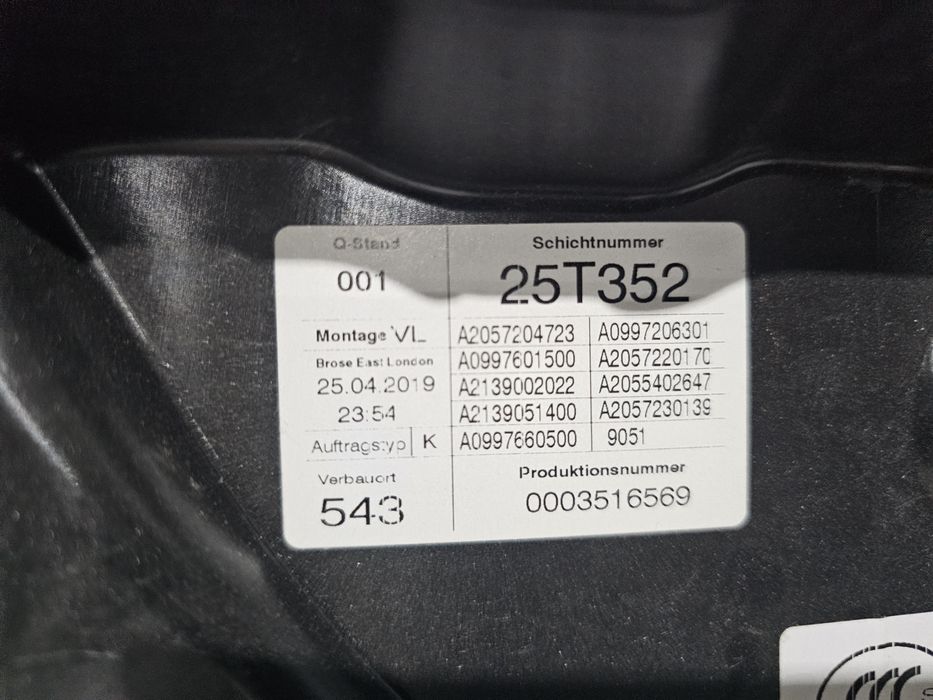 Q-Stand
001
Schichtnummer
25T352
Montage VL
Brose East London
25.04.2019
23:54
A2057204723 A0997206301
A0997601500 A2057220170
A2139002022 A2055402647
A2139051400 A2057230139
A0997660500 9051
Auftragstyp K
Verbauort
543
Produktionsnummer
0003516569